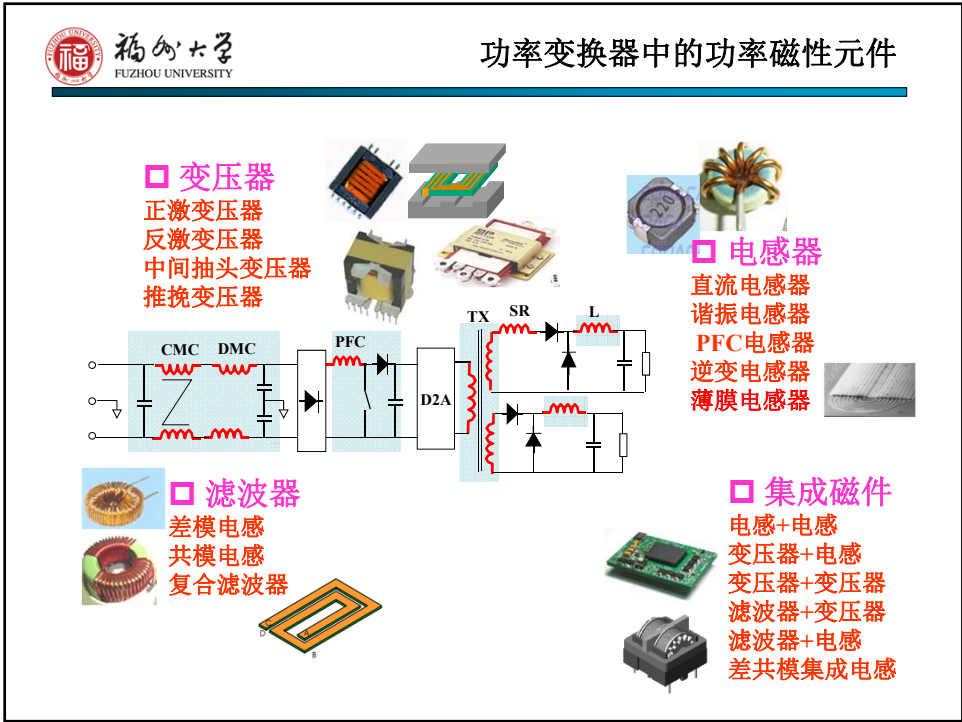 福州大学
FUZHOU UNIVERSITY
功率变换器中的功率磁性元件
变压器
正激变压器
反激变压器
中间抽头变压器
推挽变压器
220
电感器
直流电感器
谐振电感器
PFC电感器
逆变电感器
薄膜电感器
CMC
DMC
PFC
D2A
TX
SR
L
滤波器
差模电感
共模电感
复合滤波器
D
B
集成磁件
电感+电感
变压器+电感
变压器+变压器
滤波器+变压器
滤波器+电感
差共模集成电感